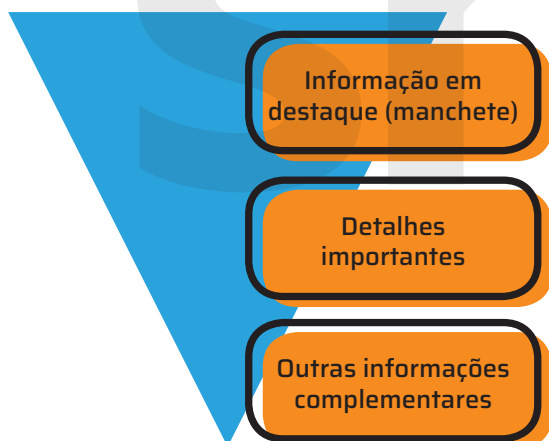 Informação em
destaque (manchete)
Detalhes
importantes
Outras informações
complementares